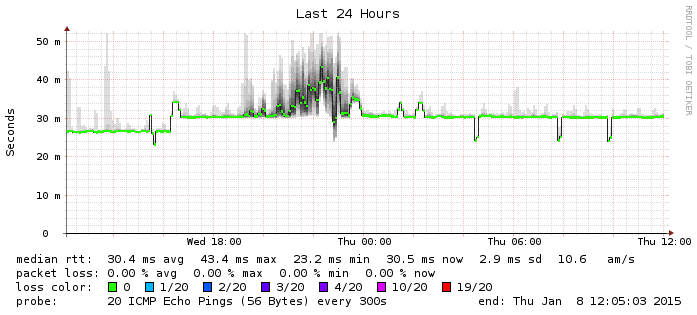 Last 24 Hours
RRDTOOL / TOBI OETIKER
Seconds
50 m
40 m
30 m
20 m
10 m
0
Wed 18:00 Thu 00:00 Thu 06:00 Thu 12:00
median rtt: 30.4 ms avg 43.4 ms max 23.2 ms min 30.5 ms now 2.9 ms sd 10.6 am/s
packet loss: 0.00 % avg 0.00 % max 0.00 % min 0.00 % now
loss color: 0 1/20 2/20 3/20 4/20 10/20 19/20
probe: 20 ICMP Echo Pings (56 Bytes) every 300s end: Thu Jan 8 12:05:03 2015